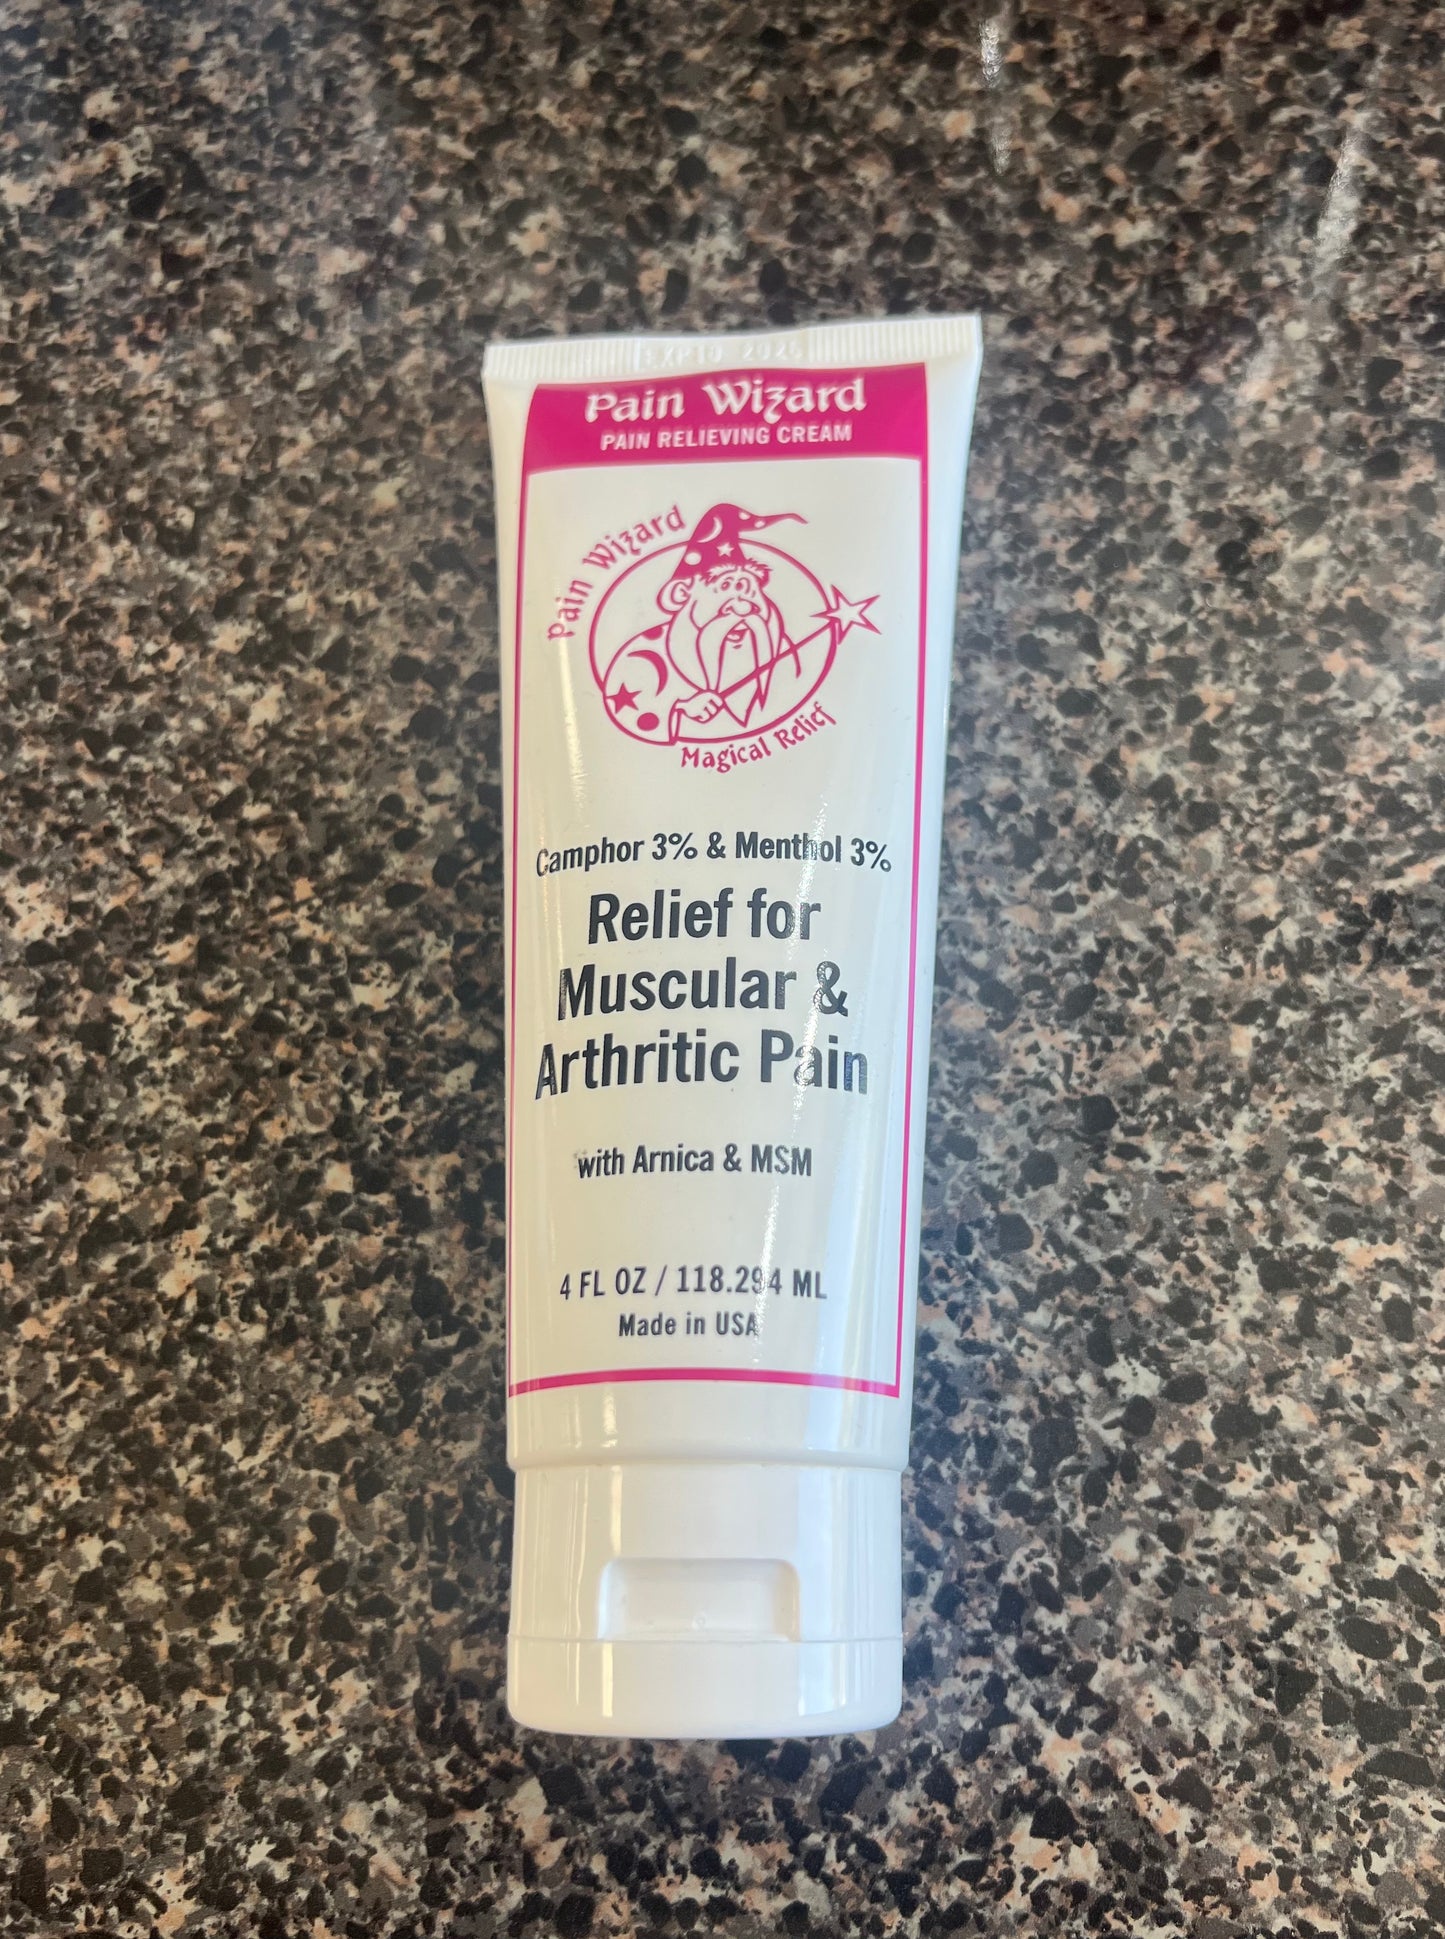 EXP10 2025
Pain Wizard
PAIN RELIEVING CREAM
Pain Wizard
Magical Relief
Camphor 3% & Menthol 3%
Relief for
Muscular &
Arthritic Pain
with Arnica & MSM
4 FL OZ / 118.294 ML
Made in USA